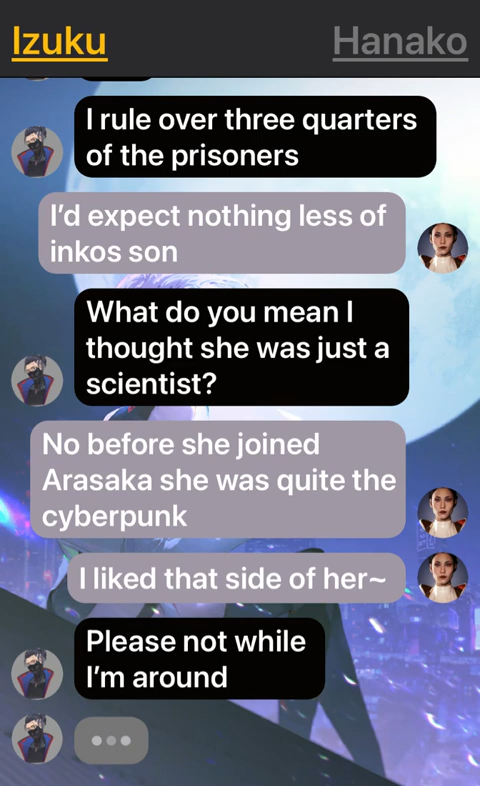 Izuku Hanako
I rule over three quarters
of the prisoners
I'd expect nothing less of
inkos son
What do you mean I
thought she was just a
scientist?
No before she joined
Arasaka she was quite the
cyberpunk
I liked that side of her~
Please not while
I'm around